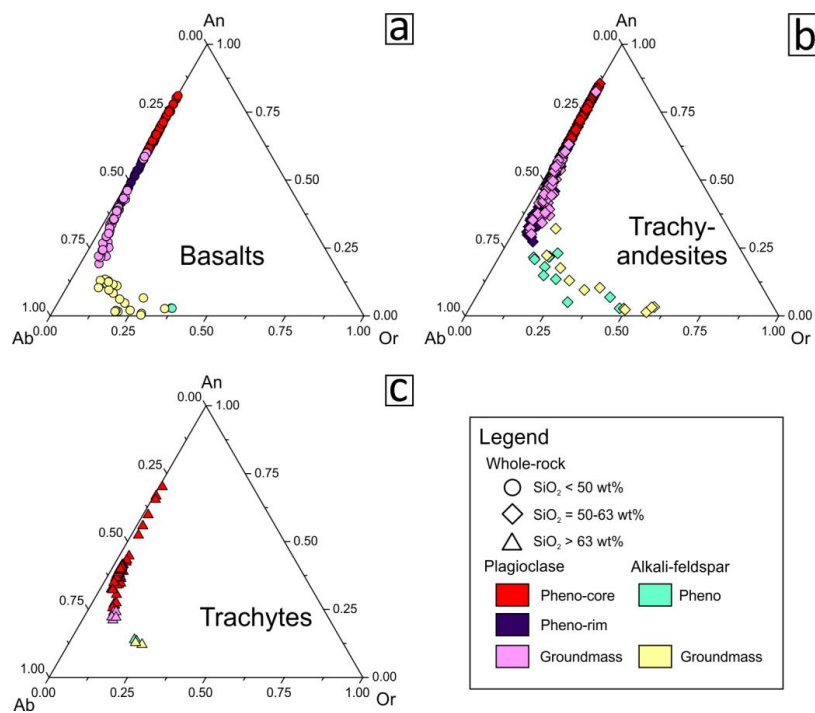 a
An
0.00
1.00
0.25
0.75
0.50
0.50
0.75
0.25
Basalts
1.00
0.00
0.00
0.25
0.50
0.75
1.00
Ab
Or
b
An
0.00
1.00
0.25
0.75
0.50
0.50
0.75
0.25
Trachy-
andesites
1.00
0.00
0.00
0.25
0.50
0.75
1.00
Ab
Or
c
An
0.00
1.00
0.25
0.75
0.50
0.50
0.75
0.25
Trachytes
1.00
0.00
0.00
0.25
0.50
0.75
1.00
Ab
Or
Legend
Whole-rock
SiO₂ < 50 wt%
SiO₂ = 50-63 wt%
SiO₂ > 63 wt%
Plagioclase Alkali-feldspar
Pheno-core Pheno
Pheno-rim
Groundmass Groundmass